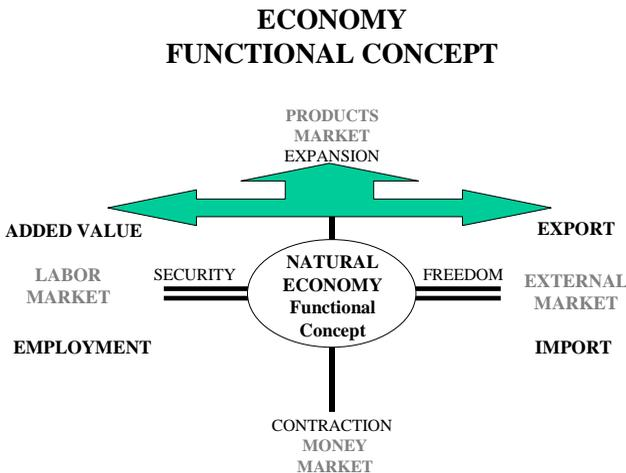 ECONOMY
FUNCTIONAL CONCEPT
PRODUCTS
MARKET
EXPANSION
ADDED VALUE
EXPORT
LABOR
MARKET
SECURITY
NATURAL
ECONOMY
Functional
Concept
FREEDOM
EXTERNAL
MARKET
EMPLOYMENT
IMPORT
CONTRACTION
MONEY
MARKET